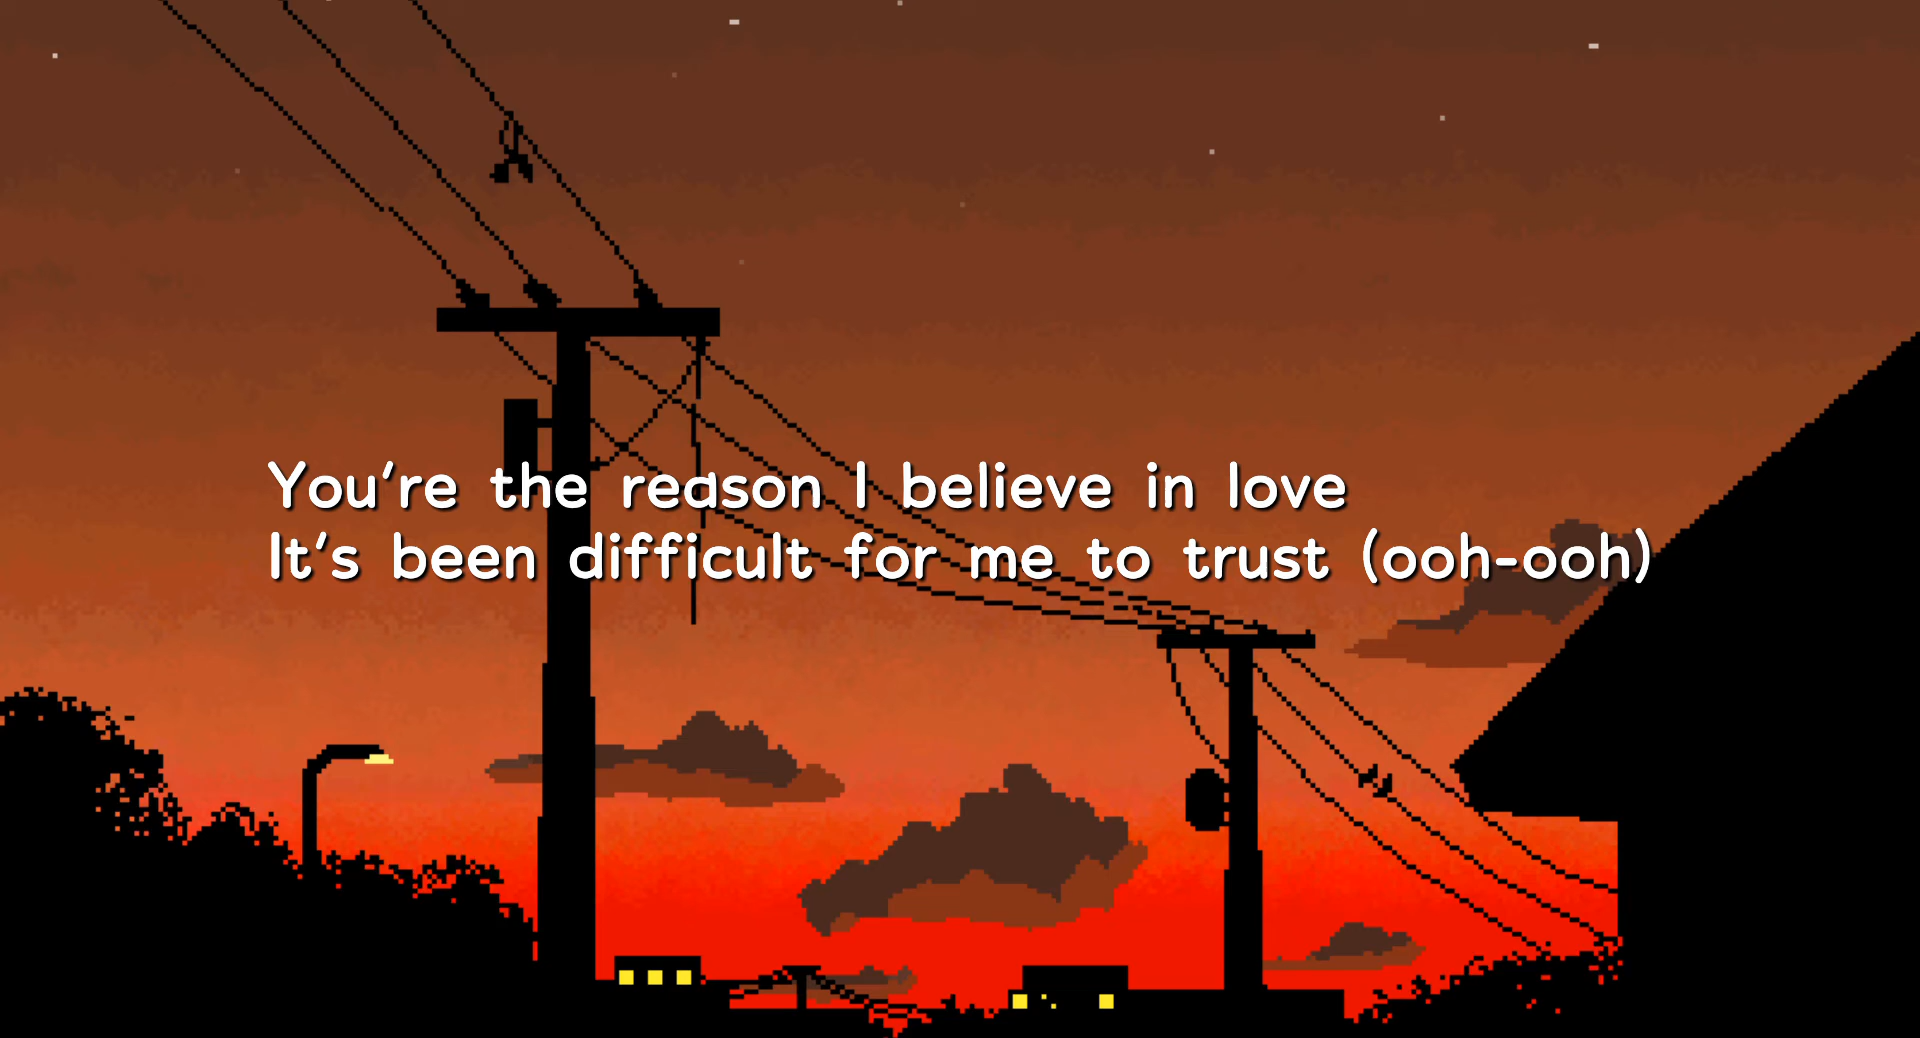 You're the reason I believe in love
It's been difficult for me to trust (ooh-ooh)